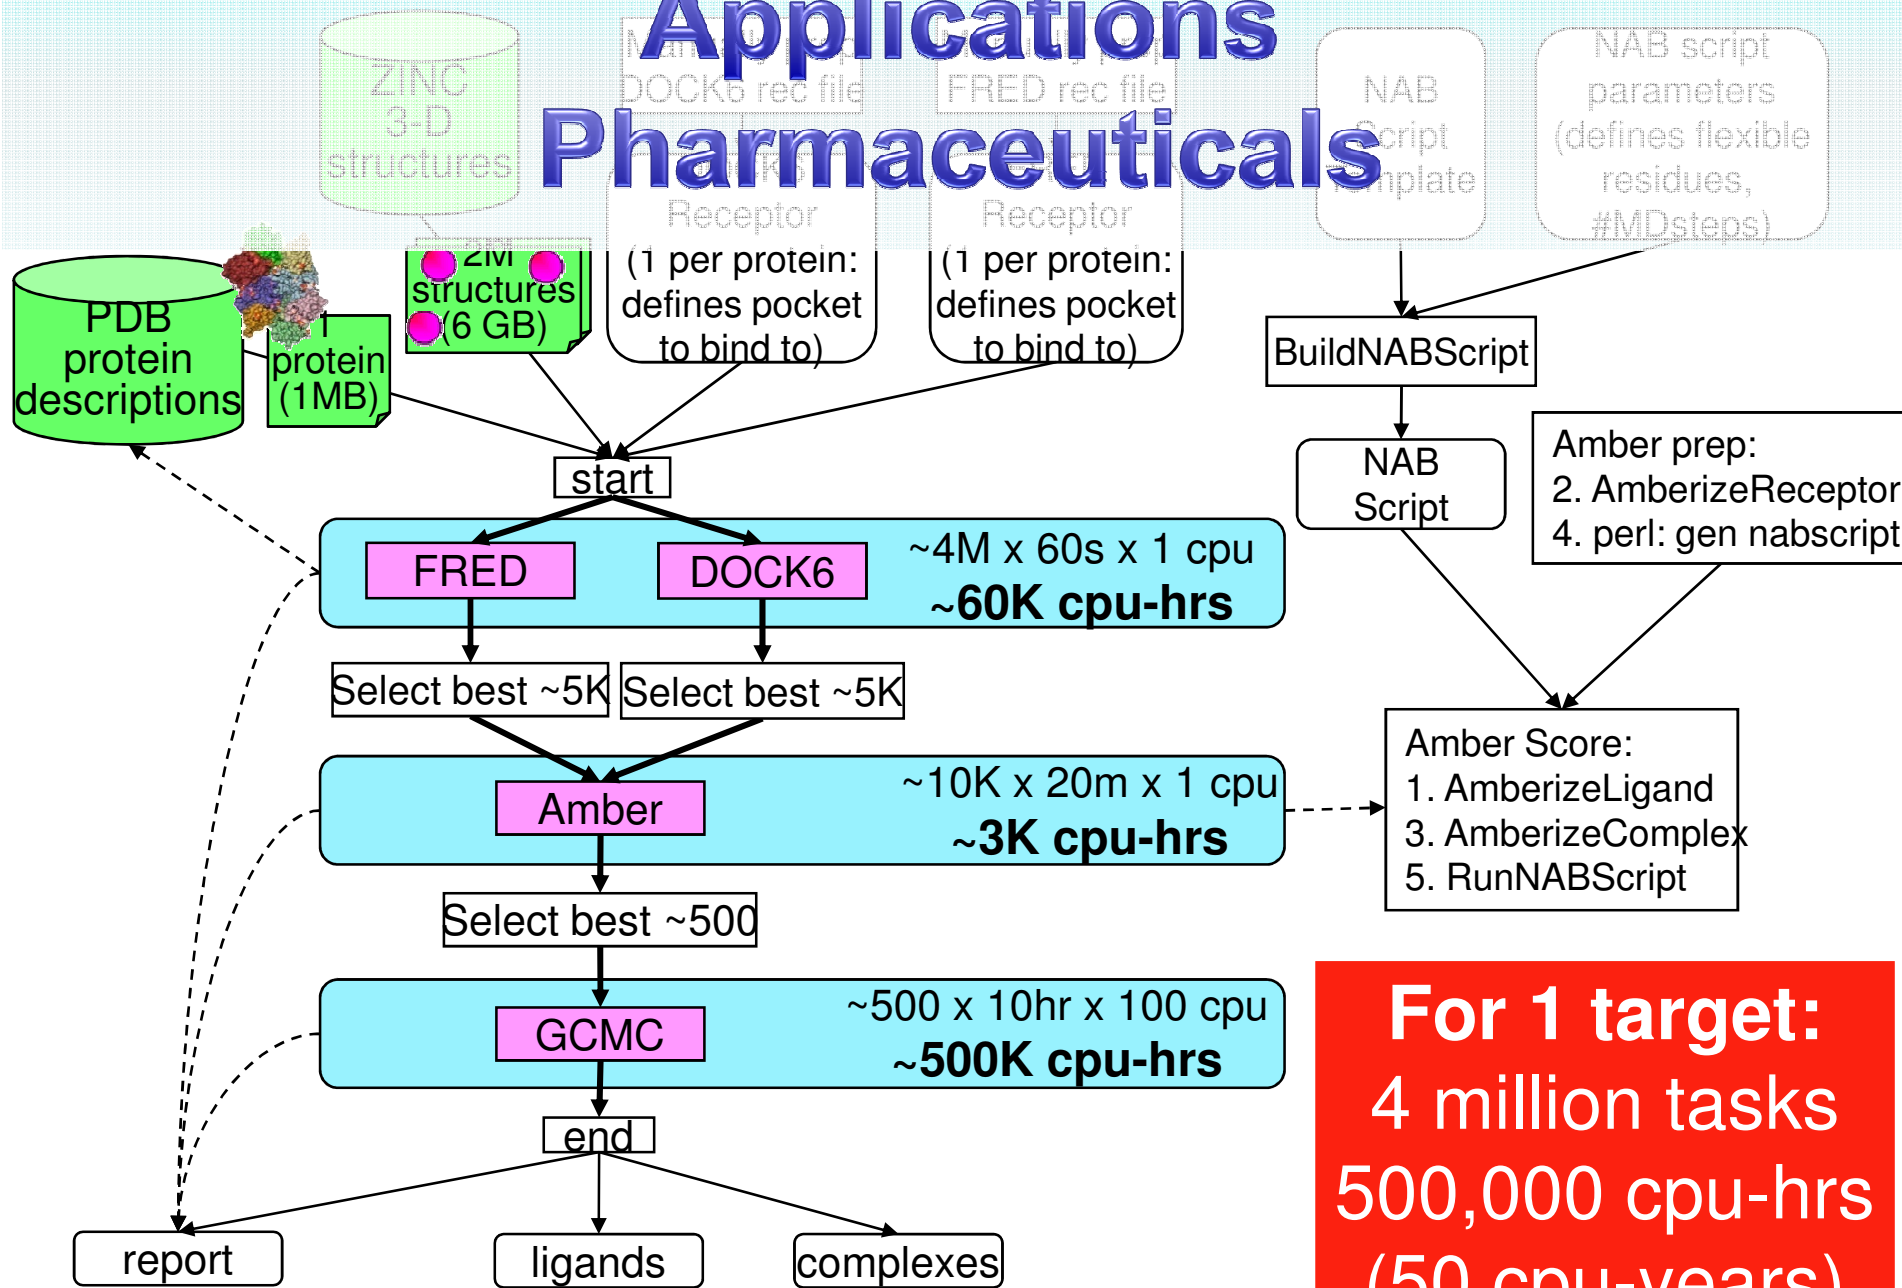 Applications
Pharmaceuticals
ZINC
3-D
structures
DOCK6 rec file
FRED rec file
NAB
Script
Template
NAB script
parameters
(defines flexible
residues,
#MDsteps)
PDB
protein
descriptions
1
protein
(1MB)
2M
structures
(6 GB)
Receptor
(1 per protein:
defines pocket
to bind to)
Receptor
(1 per protein:
defines pocket
to bind to)
BuildNABScript
NAB
Script
Amber prep:
2. AmberizeReceptor
4. perl: gen nabscript
start
FRED
DOCK6
~4M x 60s x 1 cpu
~60K cpu-hrs
Select best ~5K
Select best ~5K
Amber
~10K x 20m x 1 cpu
~3K cpu-hrs
Amber Score:
1. AmberizeLigand
3. AmberizeComplex
5. RunNABScript
Select best ~500
GCMC
~500 x 10hr x 100 cpu
~500K cpu-hrs
end
report
ligands
complexes
For 1 target:
4 million tasks
500,000 cpu-hrs
(50 cpu-years)